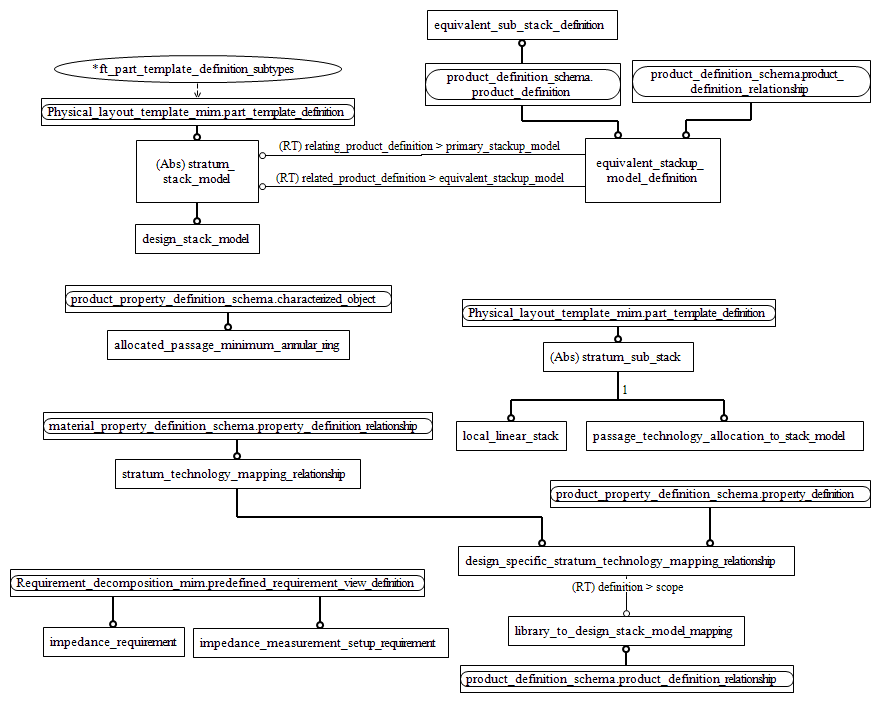 equivalent_sub_stack_definition
*ft_part_template_definition_subtypes
product_definition_schema.
product_definition
product_definition_schema.product_
definition_relationship
Physical_layout_template_mim.part_template_definition
(Abs) stratum_
stack_model
(RT) relating_product_definition > primary_stackup_model
(RT) related_product_definition > equivalent_stackup_model
equivalent_stackup_
model_definition
design_stack_model
product_property_definition_schema.characterized_object
allocated_passage_minimum_annular_ring
Physical_layout_template_mim.part_template_definition
(Abs) stratum_sub_stack
1
local_linear_stack
passage_technology_allocation_to_stack_model
material_property_definition_schema.property_definition_relationship
stratum_technology_mapping_relationship
product_property_definition_schema.property_definition
design_specific_stratum_technology_mapping_relationship
(RT) definition > scope
library_to_design_stack_model_mapping
product_definition_schema.product_definition_relationship
Requirement_decomposition_mim.predefined_requirement_view_definition
impedance_requirement
impedance_measurement_setup_requirement